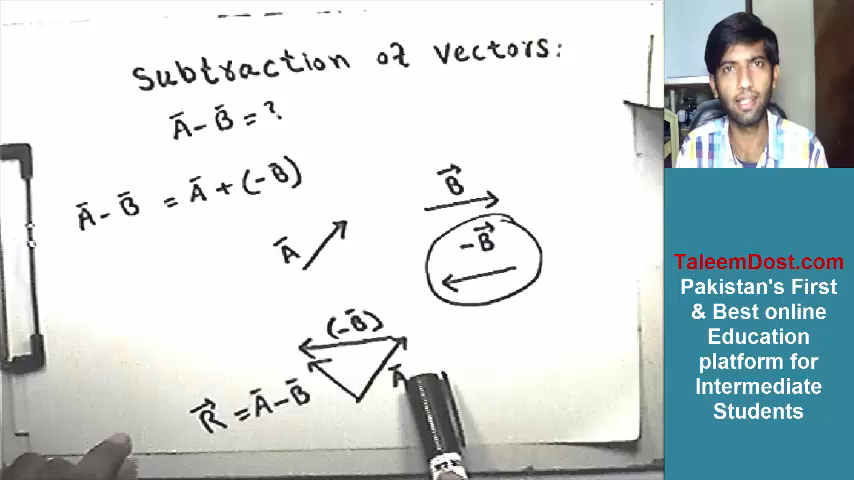 Subtraction of vectors:
A̅ - B̅ = ?
A̅ - B̅ = A̅ + (-B̅)
B⃗
A̅
-B⃗
(-B̅)
A̅
R⃗ = A̅ - B̅
TaleemDost.com
Pakistan's First
& Best online
Education
platform for
Intermediate
Students